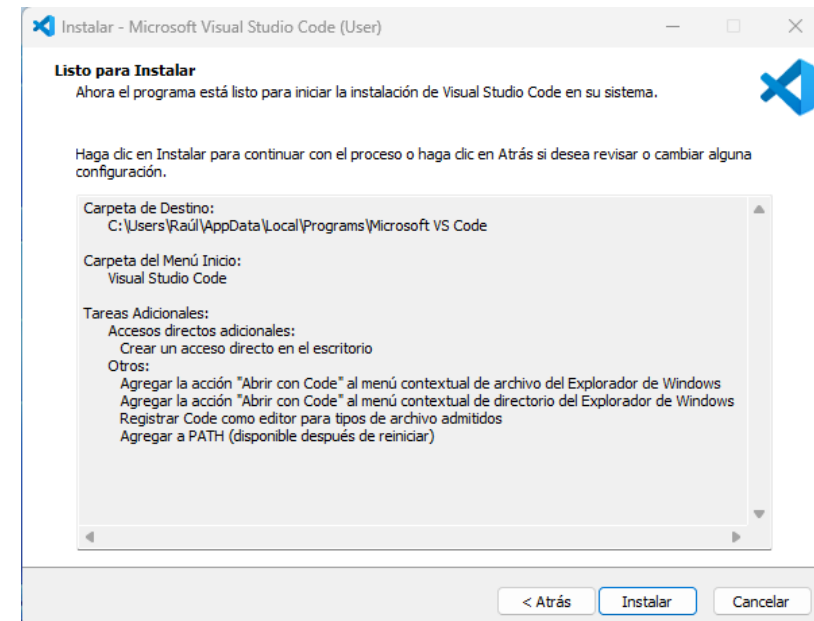 Instalar - Microsoft Visual Studio Code (User)
Listo para Instalar
Ahora el programa está listo para iniciar la instalación de Visual Studio Code en su sistema.
Haga clic en Instalar para continuar con el proceso o haga clic en Atrás si desea revisar o cambiar alguna
configuración.
Carpeta de Destino:
C:\Users\Raúl\AppData\Local\Programs\Microsoft VS Code
Carpeta del Menú Inicio:
Visual Studio Code
Tareas Adicionales:
Accesos directos adicionales:
Crear un acceso directo en el escritorio
Otros:
Agregar la acción "Abrir con Code" al menú contextual de archivo del Explorador de Windows
Agregar la acción "Abrir con Code" al menú contextual de directorio del Explorador de Windows
Registrar Code como editor para tipos de archivo admitidos
Agregar a PATH (disponible después de reiniciar)
< Atrás
Instalar
Cancelar